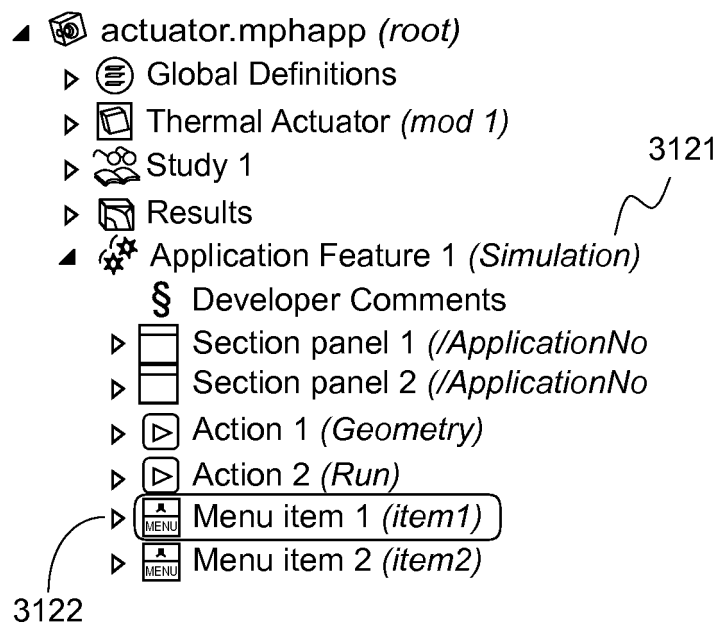 actuator.mphapp (root)
Global Definitions
Thermal Actuator (mod 1)
3121
Study 1
Results
Application Feature 1 (Simulation)
§ Developer Comments
Section panel 1 (/ApplicationNo
Section panel 2 (/ApplicationNo
Action 1 (Geometry)
Action 2 (Run)
MENU Menu item 1 (item1)
MENU Menu item 2 (item2)
3122